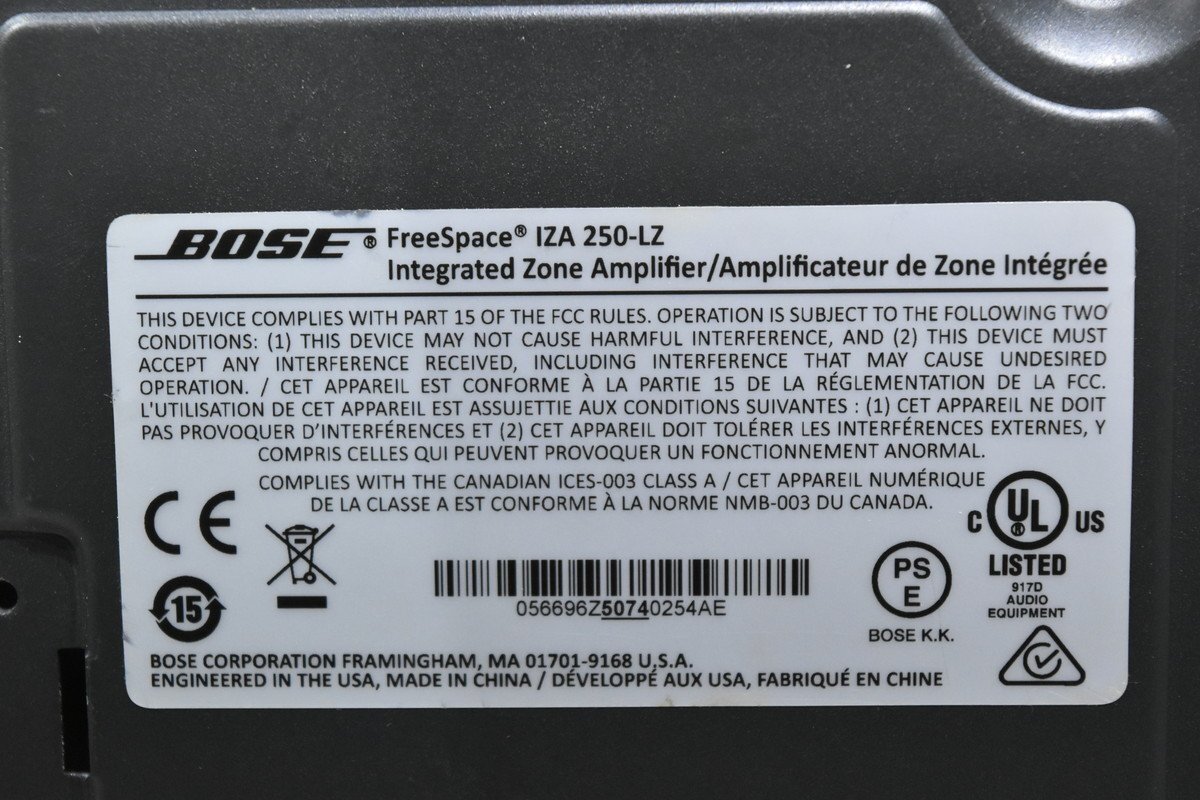 BOSE® FreeSpace® IZA 250-LZ
Integrated Zone Amplifier/Amplificateur de Zone Intégrée
THIS DEVICE COMPLIES WITH PART 15 OF THE FCC RULES. OPERATION IS SUBJECT TO THE FOLLOWING TWO
CONDITIONS: (1) THIS DEVICE MAY NOT CAUSE HARMFUL INTERFERENCE, AND (2) THIS DEVICE MUST
ACCEPT ANY INTERFERENCE RECEIVED, INCLUDING INTERFERENCE THAT MAY CAUSE UNDESIRED
OPERATION. / CET APPAREIL EST CONFORME À LA PARTIE 15 DE LA RÉGLEMENTATION DE LA FCC.
L'UTILISATION DE CET APPAREIL EST ASSUJETTIE AUX CONDITIONS SUIVANTES : (1) CET APPAREIL NE DOIT
PAS PROVOQUER D'INTERFÉRENCES ET (2) CET APPAREIL DOIT TOLÉRER LES INTERFÉRENCES EXTERNES, Y
COMPRIS CELLES QUI PEUVENT PROVOQUER UN FONCTIONNEMENT ANORMAL.
COMPLIES WITH THE CANADIAN ICES-003 CLASS A / CET APPAREIL NUMÉRIQUE
DE LA CLASSE A EST CONFORME À LA NORME NMB-003 DU CANADA.
CE
C UL® US
LISTED
917D
AUDIO
EQUIPMENT
PS
E
BOSE K.K.
15
056696Z50740254AE
BOSE CORPORATION FRAMINGHAM, MA 01701-9168 U.S.A.
ENGINEERED IN THE USA, MADE IN CHINA / DÉVELOPPÉ AUX USA, FABRIQUÉ EN CHINE